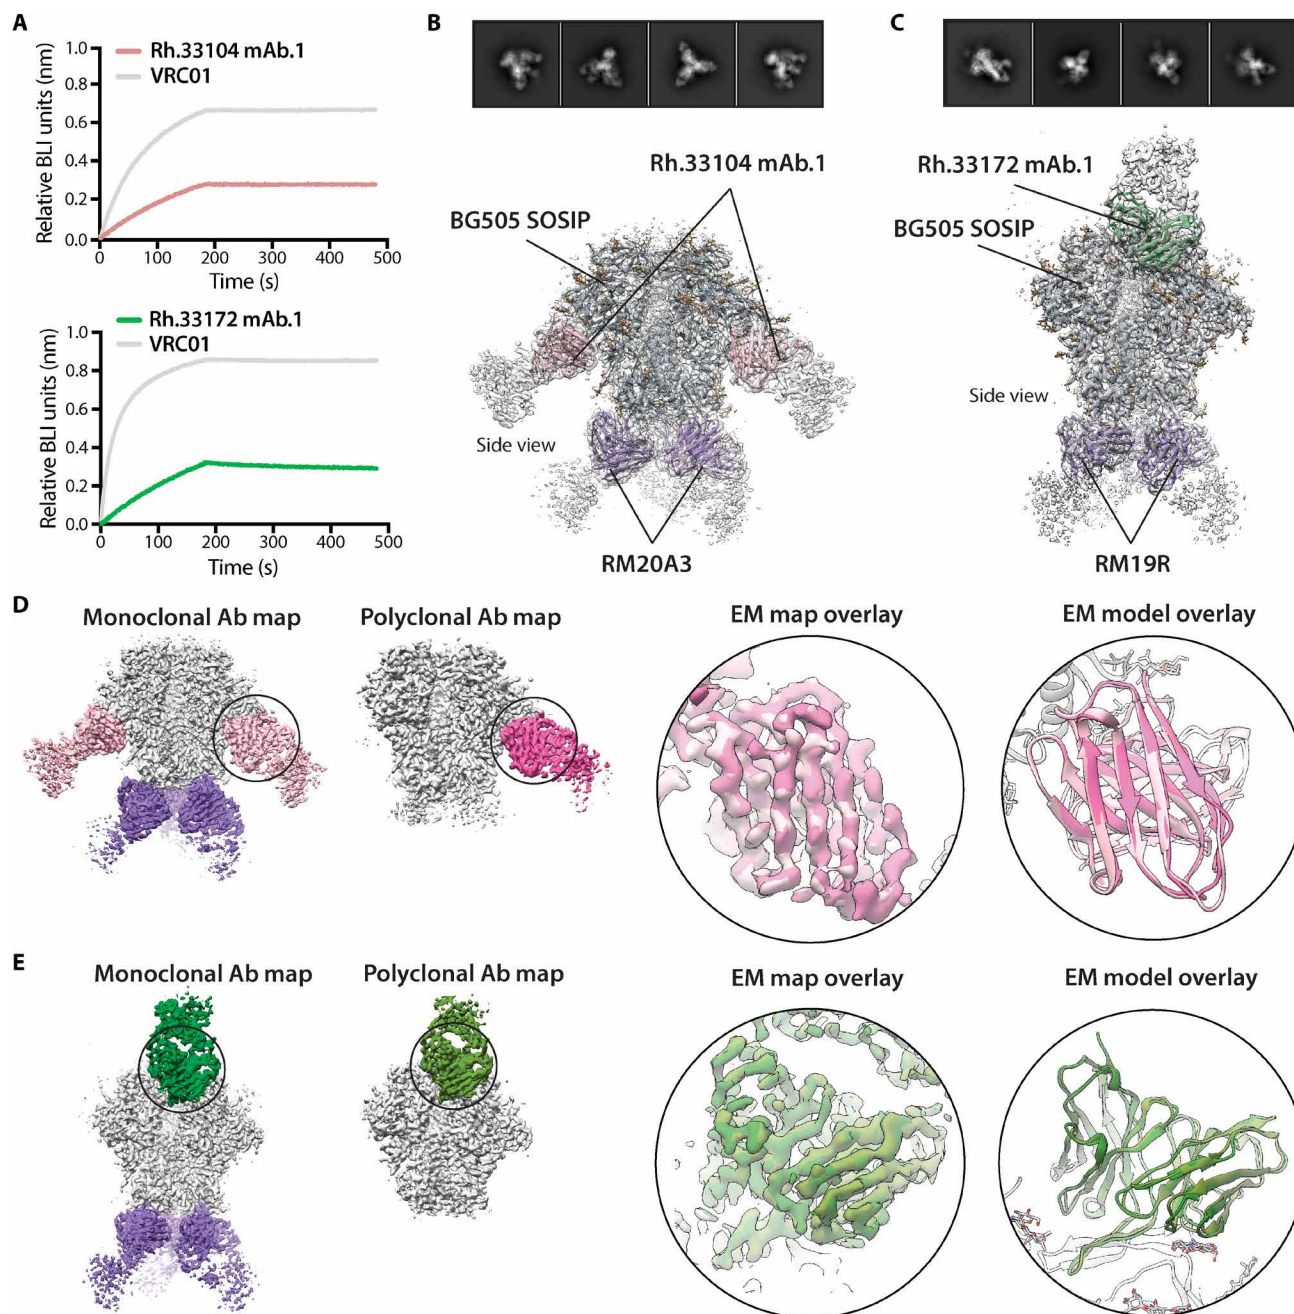 A
Relative BLI units (nm)
1.0
0.8
0.6
0.4
0.2
0.0
Rh.33104 mAb.1
VRC01
0 100 200 300 400 500
Time (s)
Relative BLI units (nm)
1.0
0.8
0.6
0.4
0.2
0.0
Rh.33172 mAb.1
VRC01
0 100 200 300 400 500
Time (s)
B
Rh.33104 mAb.1
BG505 SOSIP
Side view
RM20A3
C
Rh.33172 mAb.1
BG505 SOSIP
Side view
RM19R
D
Monoclonal Ab map
Polyclonal Ab map
EM map overlay
EM model overlay
E
Monoclonal Ab map
Polyclonal Ab map
EM map overlay
EM model overlay